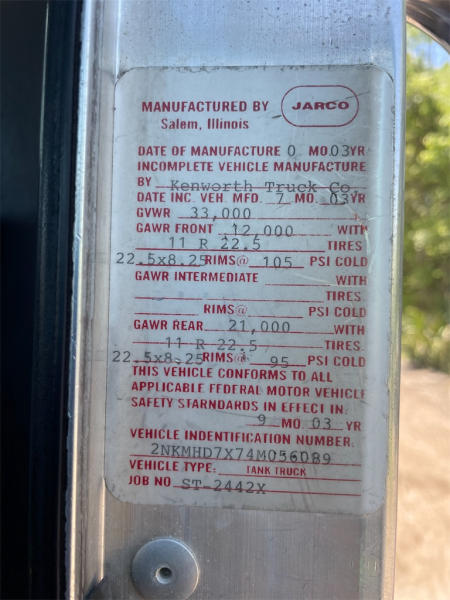 MANUFACTURED BY JARCO
Salem, Illinois
DATE OF MANUFACTURE 0 MO. 03 YR.
INCOMPLETE VEHICLE MANUFACTURE
BY Kenworth Truck Co.
DATE INC. VEH. MFD. 7 MO. 03 YR
GVWR 33,000
GAWR FRONT 12,000 WITH
11 R 22.5 TIRES
22.5x8.25 RIMS@ 105 PSI COLD
GAWR INTERMEDIATE WITH
TIRES
RIMS@ PSI COLD
GAWR REAR 21,000 WITH
11 R 22.5 TIRES
22.5x8.25 RIMS@ 95 PSI COLD
THIS VEHICLE CONFORMS TO ALL
APPLICABLE FEDERAL MOTOR VEHICLE
SAFETY STARNDARDS IN EFFECT IN:
9 MO. 03 YR
VEHICLE INDENTIFICATION NUMBER:
2NKMHD7X74M056089
VEHICLE TYPE: TANK TRUCK
JOB NO ST-2442X